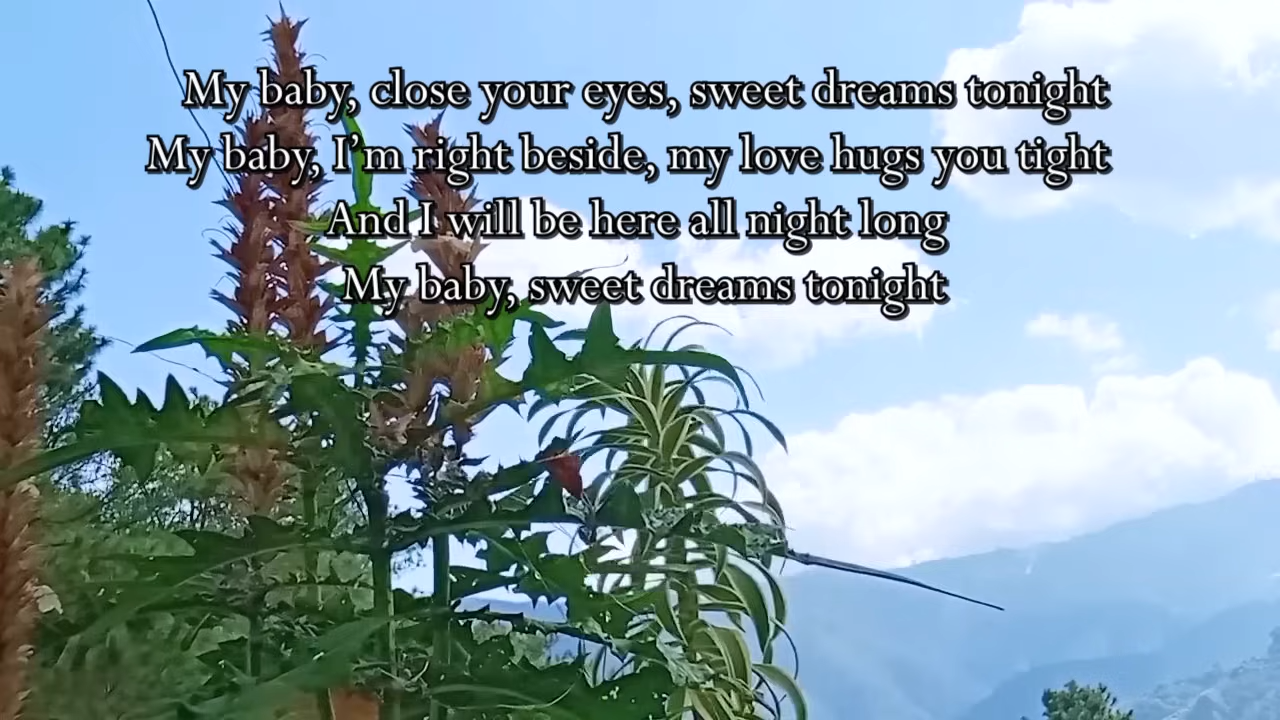 My baby, close your eyes, sweet dreams tonight
My baby, I'm right beside, my love hugs you tight
And I will be here all night long
My baby, sweet dreams tonight